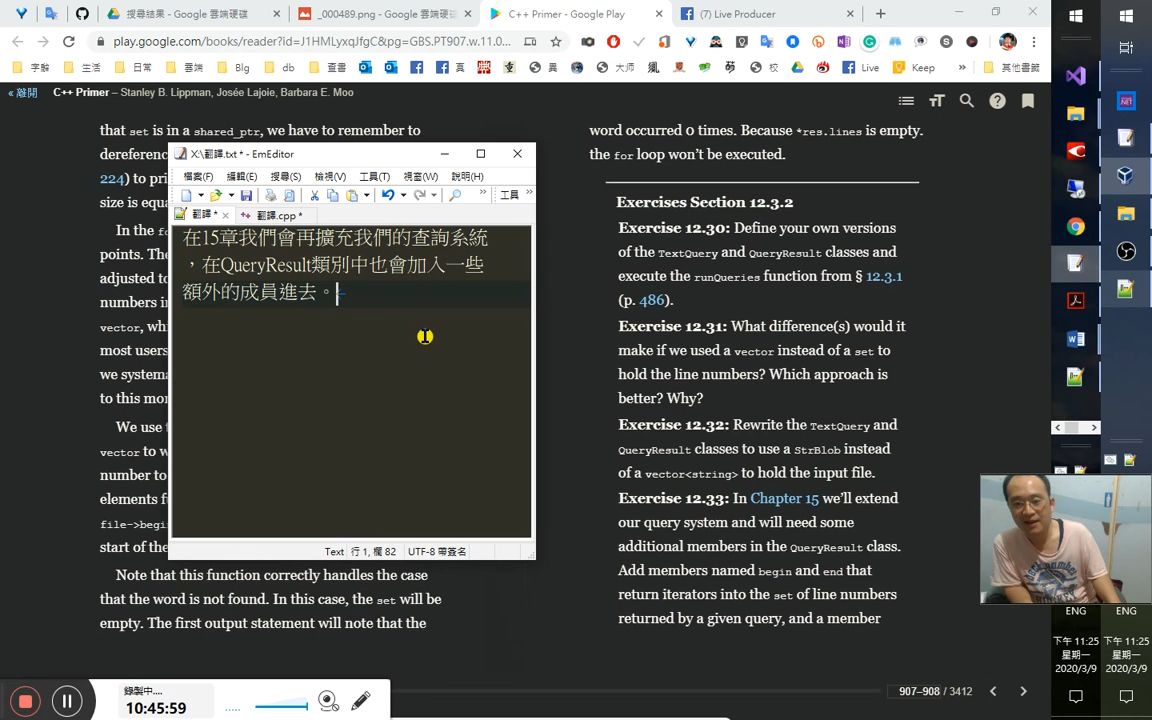 搜尋結果 - Google 雲端硬碟
_000489.png - Google 雲端硬碟
C++ Primer - Google Play
(7) Live Producer
play.google.com/books/reader?id=J1HMLyxqJfgC&pg=GBS.PT907.w.11.0...
字辭
生活
日常
雲端
Blg
db
查書
真
異
大师
校
Live
Keep
其他書籤
« 離開
C++ Primer – Stanley B. Lippman, Josée Lajoie, Barbara E. Moo
that set is in a shared_ptr, we have to remember to
dereference
224) to pri
size is equa
In the fo
points. The
adjusted to
numbers in
vector, wh
most users
we systema
to this mor
We use t
vector to w
number to
elements f
file->begi
start of the
Note that this function correctly handles the case
that the word is not found. In this case, the set will be
empty. The first output statement will note that the
X:\翻譯.txt * - EmEditor
檔案(F) 編輯(E) 搜尋(S) 檢視(V) 工具(T) 視窗(W) 說明(H)
工具
翻譯 *
翻譯.cpp *
在15章我們會再擴充我們的查詢系統
，在QueryResult類別中也會加入一些
額外的成員進去。
Text 行 1, 欄 82 UTF-8 帶簽名
word occurred 0 times. Because *res.lines is empty.
the for loop won’t be executed.
Exercises Section 12.3.2
Exercise 12.30: Define your own versions
of the TextQuery and QueryResult classes and
execute the runQueries function from § 12.3.1
(p. 486).
Exercise 12.31: What difference(s) would it
make if we used a vector instead of a set to
hold the line numbers? Which approach is
better? Why?
Exercise 12.32: Rewrite the TextQuery and
QueryResult classes to use a StrBlob instead
of a vector<string> to hold the input file.
Exercise 12.33: In Chapter 15 we’ll extend
our query system and will need some
additional members in the QueryResult class.
Add members named begin and end that
return iterators into the set of line numbers
returned by a given query, and a member
907–908 / 3412
錄製中....
10:45:59
ENG
下午 11:25
星期一
2020/3/9
ENG
下午 11:25
星期一
2020/3/9